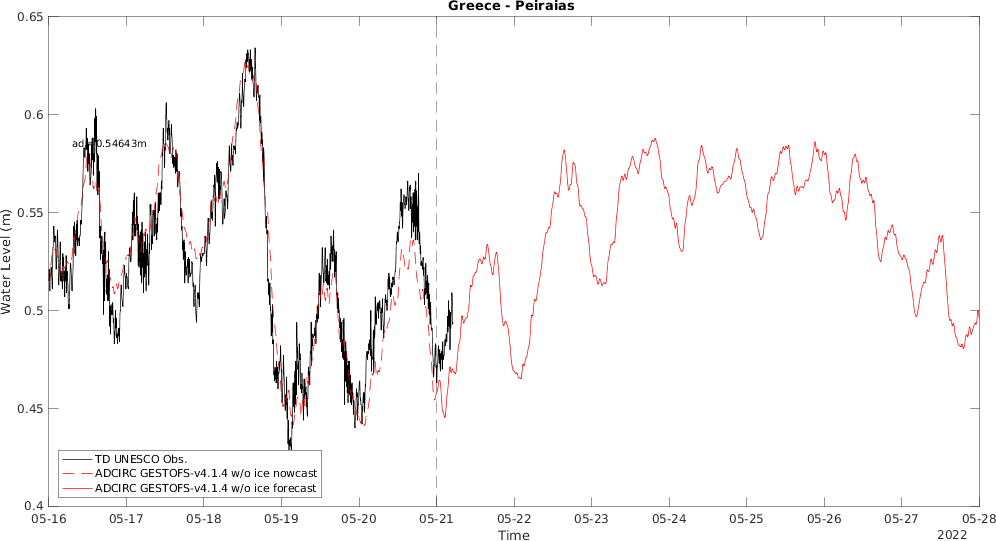 Greece - Peiraias
0.65
0.6
0.55
0.5
0.45
0.4
Water Level (m)
0.54643m
TD UNESCO Obs.
ADCIRC GESTOFS-v4.1.4 w/o ice nowcast
ADCIRC GESTOFS-v4.1.4 w/o ice forecast
05-16 05-17 05-18 05-19 05-20 05-21 05-22 05-23 05-24 05-25 05-26 05-27 05-28
Time
2022